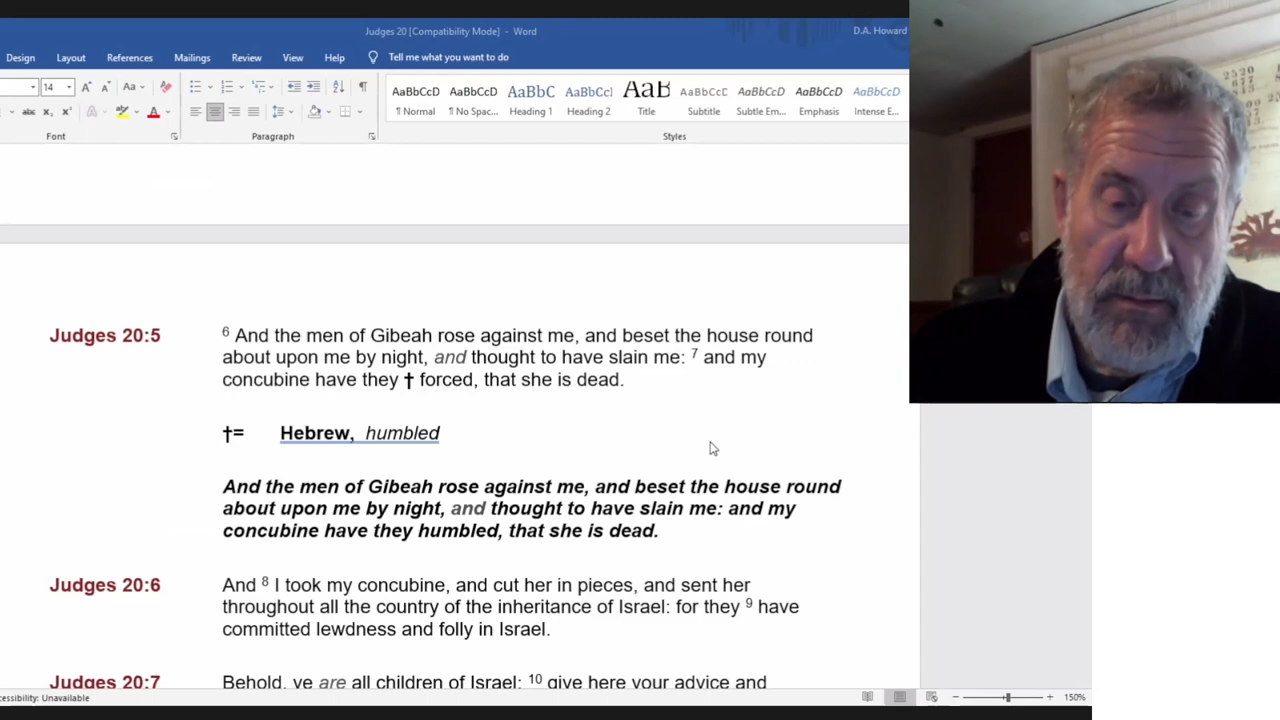 Judges 20 [Compatibility Mode] - Word
D.A. Howard
Design Layout References Mailings Review View Help Tell me what you want to do
14
Aa
abc x₂ x²
A
Font
Paragraph
AaBbCcD AaBbCcD AaBbC AaBbCcI AaB AaBbCcD AaBbCcD AaBbCcD AaBbCcD
¶ Normal ¶ No Spac... Heading 1 Heading 2 Title Subtitle Subtle Em... Emphasis Intense E...
Styles
2520
Judges 20:5
6 And the men of Gibeah rose against me, and beset the house round
about upon me by night, and thought to have slain me: 7 and my
concubine have they † forced, that she is dead.
†= Hebrew, humbled
And the men of Gibeah rose against me, and beset the house round
about upon me by night, and thought to have slain me: and my
concubine have they humbled, that she is dead.
Judges 20:6
And 8 I took my concubine, and cut her in pieces, and sent her
throughout all the country of the inheritance of Israel: for they 9 have
committed lewdness and folly in Israel.
Judges 20:7
Behold, ye are all children of Israel; 10 give here your advice and
cessibility: Unavailable
150%